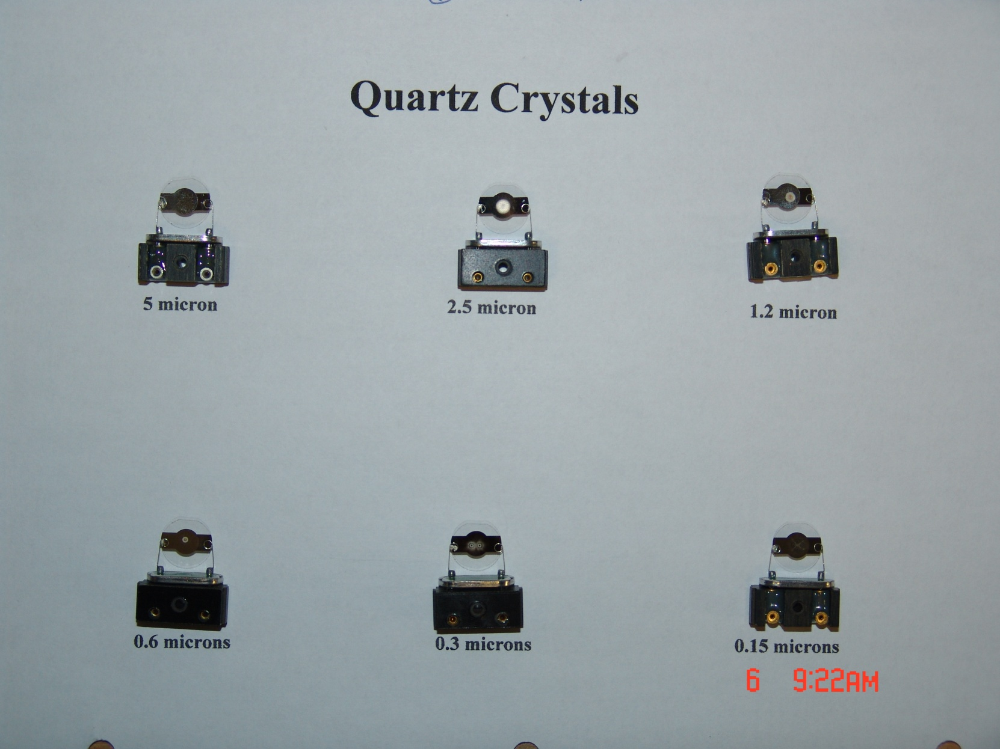 Quartz Crystals
5 micron
2.5 micron
1.2 micron
0.6 microns
0.3 microns
0.15 microns
6 9:22AM